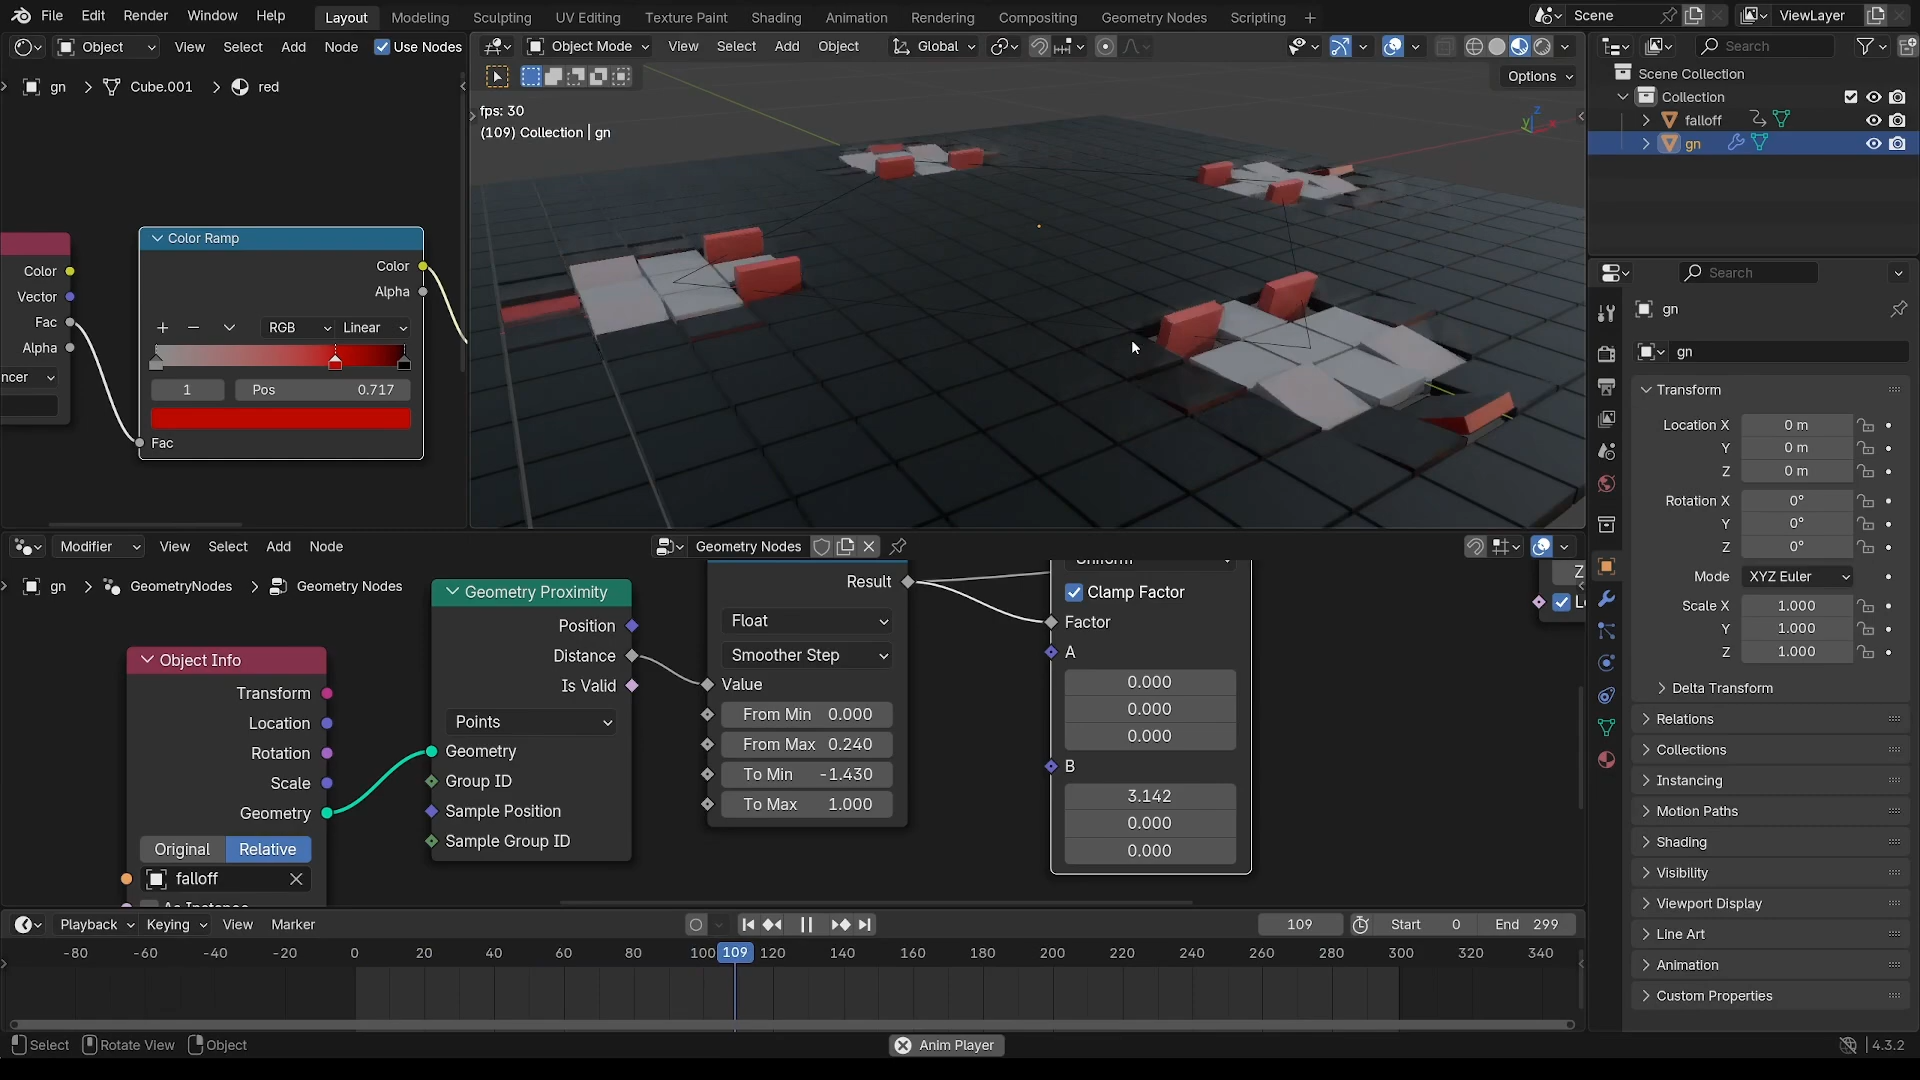 File Edit Render Window Help Layout Modeling Sculpting UV Editing Texture Paint Shading Animation Rendering Compositing Geometry Nodes Scripting + Scene ViewLayer
Object View Select Add Node Use Nodes
Object Mode View Select Add Object Global
Search
Options
gn > Cube.001 > red
fps: 30
(109) Collection | gn
Z
Y
X
Scene Collection
Collection
falloff
gn
Color Ramp
Color
Alpha
RGB Linear
1 Pos 0.717
Fac
Color
Vector
Fac
Alpha
ncer
Search
gn
gn
Transform
Location X 0 m
Y 0 m
Z 0 m
Rotation X 0°
Y 0°
Z 0°
Mode XYZ Euler
Scale X 1.000
Y 1.000
Z 1.000
Delta Transform
Relations
Collections
Instancing
Motion Paths
Shading
Visibility
Viewport Display
Line Art
Animation
Custom Properties
Modifier View Select Add Node Geometry Nodes
gn > GeometryNodes > Geometry Nodes
Object Info
Transform
Location
Rotation
Scale
Geometry
Original Relative
falloff
Geometry Proximity
Position
Distance
Is Valid
Points
Geometry
Group ID
Sample Position
Sample Group ID
Result
Float
Smoother Step
Value
From Min 0.000
From Max 0.240
To Min -1.430
To Max 1.000
Uniform
Clamp Factor
Factor
A
0.000
0.000
0.000
B
3.142
0.000
0.000
Z
Playback Keying View Marker 109 Start 0 End 299
-80 -60 -40 -20 0 20 40 60 80 100 109 120 140 160 180 200 220 240 260 280 300 320 340
Select Rotate View Object Anim Player 4.3.2